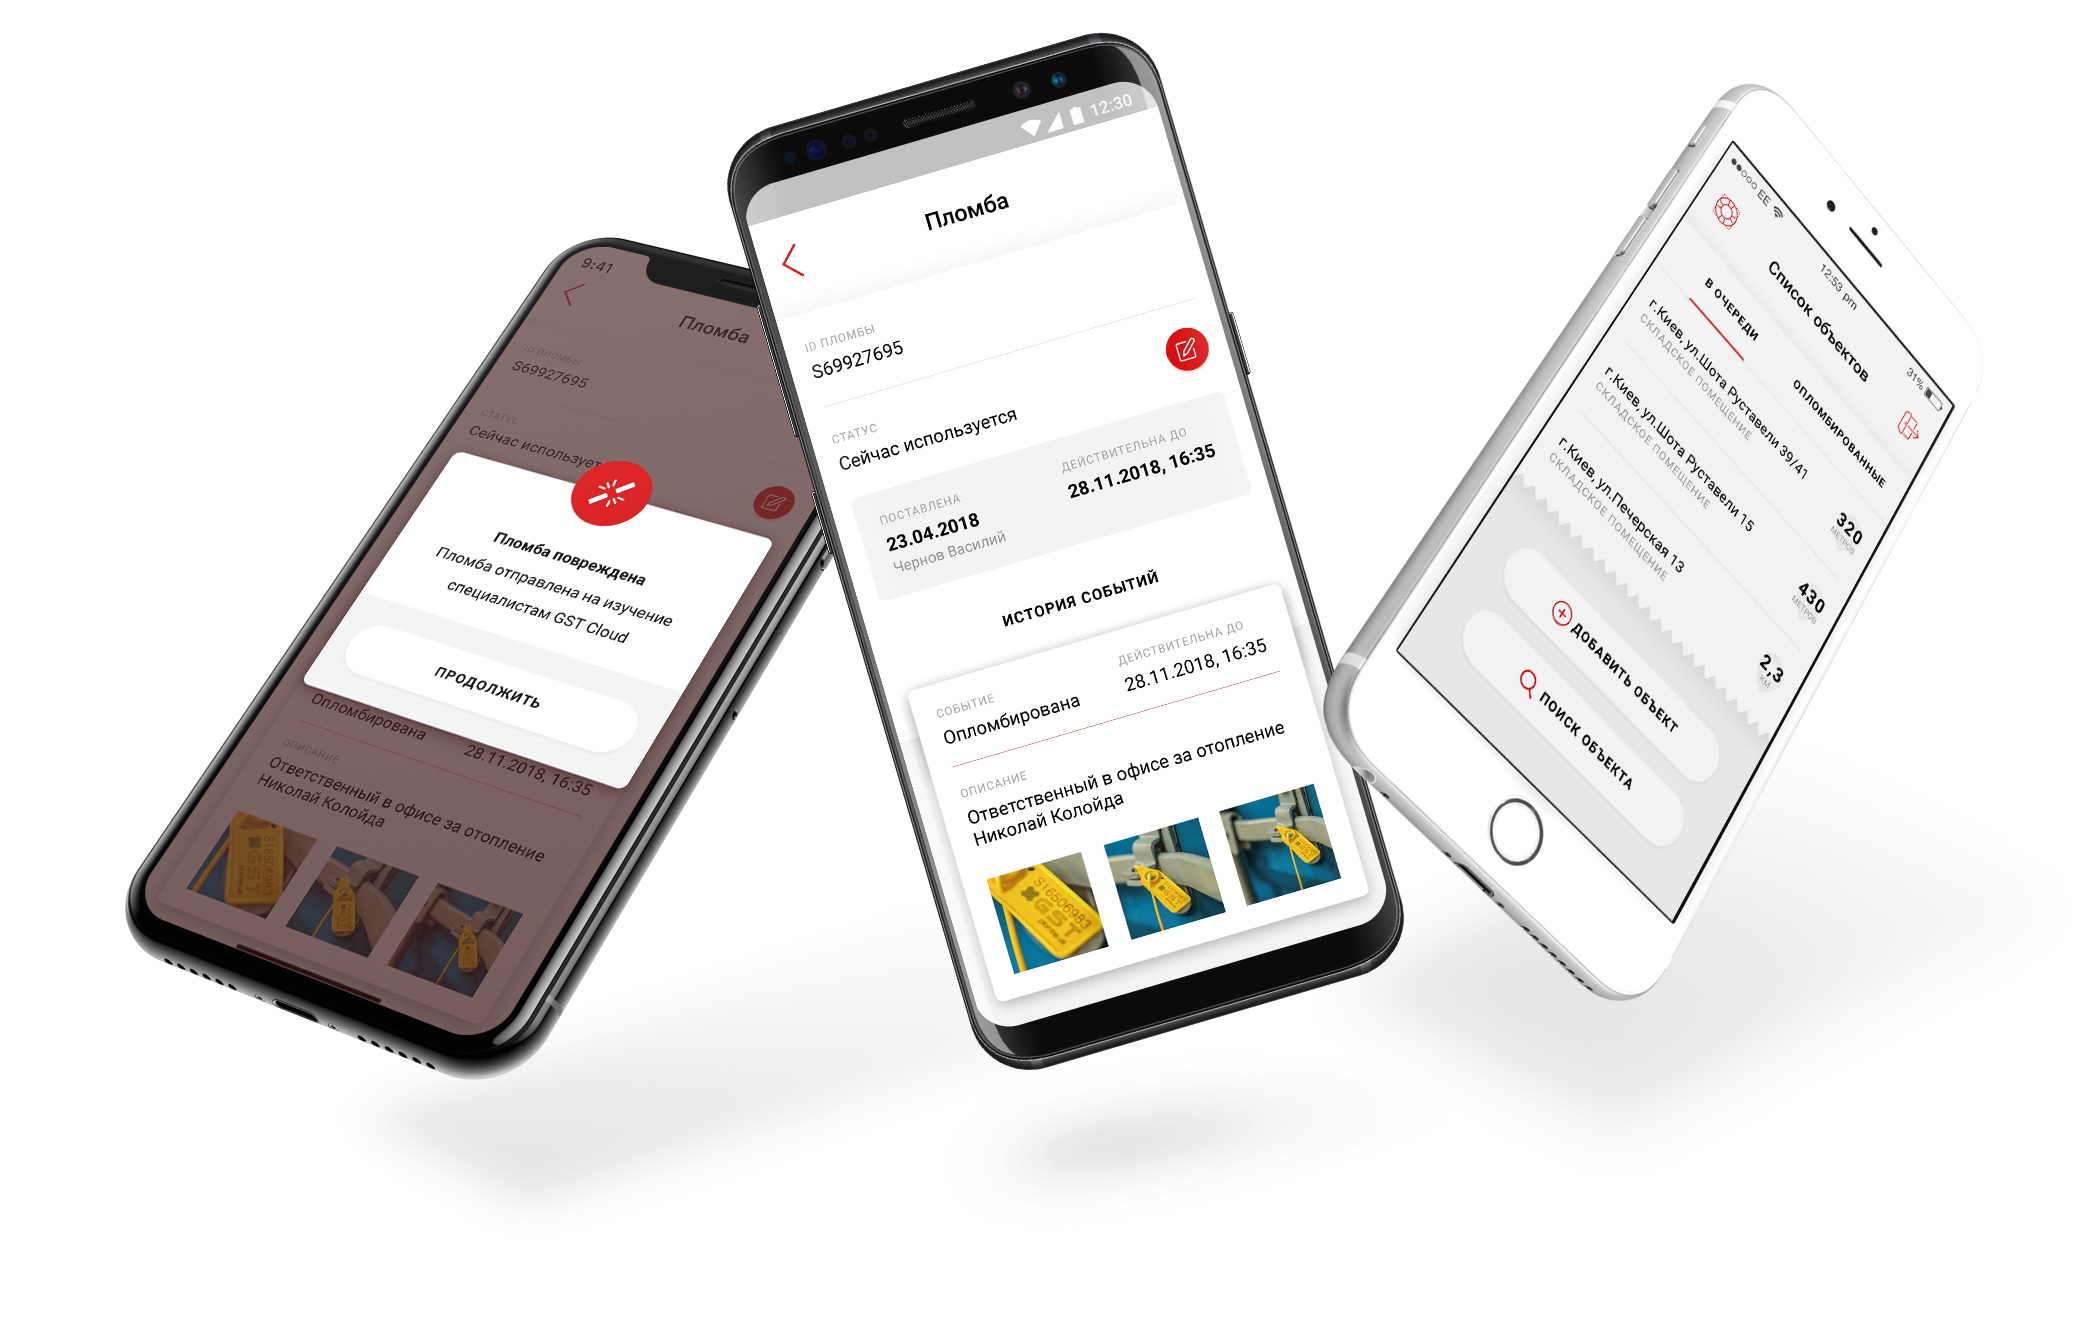 9:41
Пломба
ID ПЛОМБЫ
S69927695
СТАТУС
Сейчас использует
Пломба повреждена
Пломба отправлена на изучение
специалистам GST Cloud
ПРОДОЛЖИТЬ
Опломбирована
28.11.2018, 16:35
ОПИСАНИЕ
Ответственный в офисе за отопление
Николай Колойда
S16506983
GST
12:30
Пломба
ID ПЛОМБЫ
S69927695
СТАТУС
Сейчас используется
ПОСТАВЛЕНА
23.04.2018
Чернов Василий
ДЕЙСТВИТЕЛЬНА ДО
28.11.2018, 16:35
ИСТОРИЯ СОБЫТИЙ
СОБЫТИЕ
Опломбирована
ДЕЙСТВИТЕЛЬНА ДО
28.11.2018, 16:35
ОПИСАНИЕ
Ответственный в офисе за отопление
Николай Колойда
S16506983
GST
EE
12:53 pm
31%
Список объектов
В ОЧЕРЕДИ
ОПЛОМБИРОВАННЫЕ
г.Киев, ул.Шота Руставели 39/41
СКЛАДСКОЕ ПОМЕЩЕНИЕ
320
МЕТРОВ
г.Киев, ул.Шота Руставели 15
СКЛАДСКОЕ ПОМЕЩЕНИЕ
430
МЕТРОВ
г.Киев, ул.Печерская 13
СКЛАДСКОЕ ПОМЕЩЕНИЕ
2,3
КМ
ДОБАВИТЬ ОБЪЕКТ
ПОИСК ОБЪЕКТА